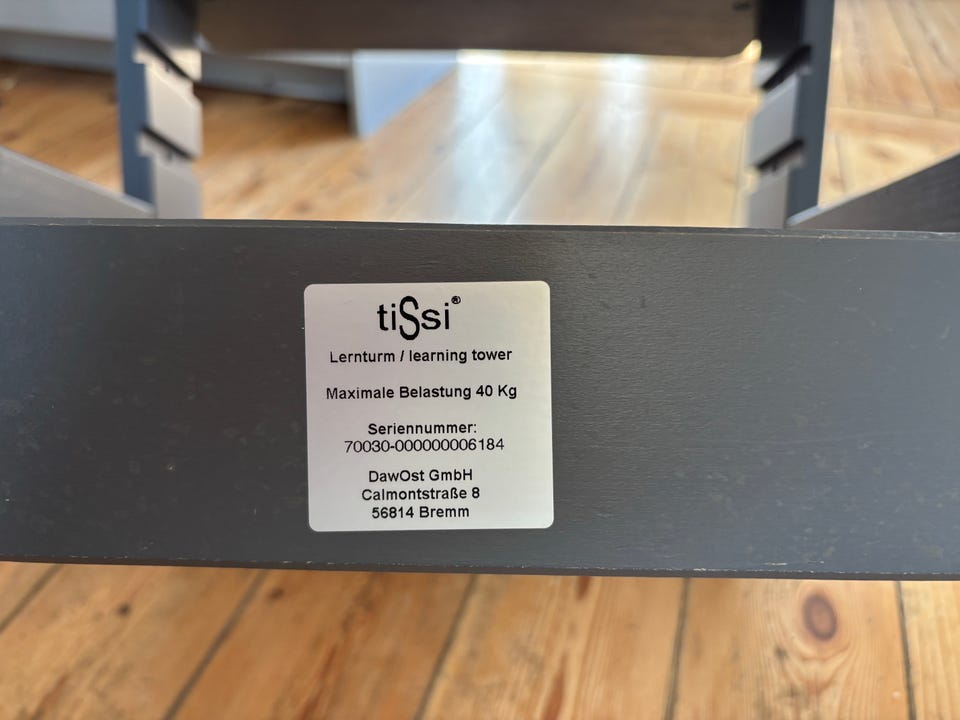 tiSsi®
Lernturm / learning tower
Maximale Belastung 40 Kg
Seriennummer:
70030-000000006184
DawOst GmbH
Calmontstraße 8
56814 Bremm